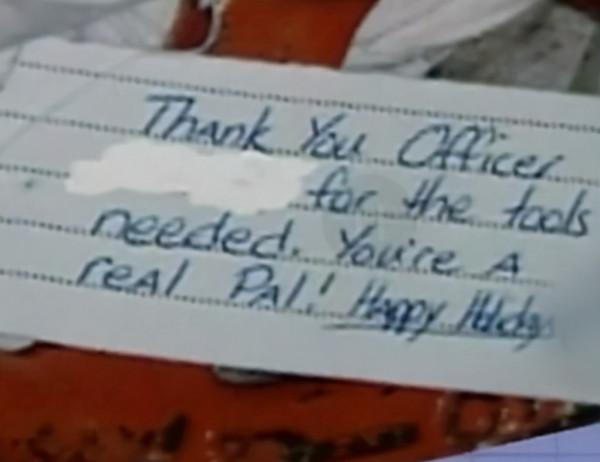 Thank You Officer
for the tools
needed. You're A
reAl PAl! Happy Holidays